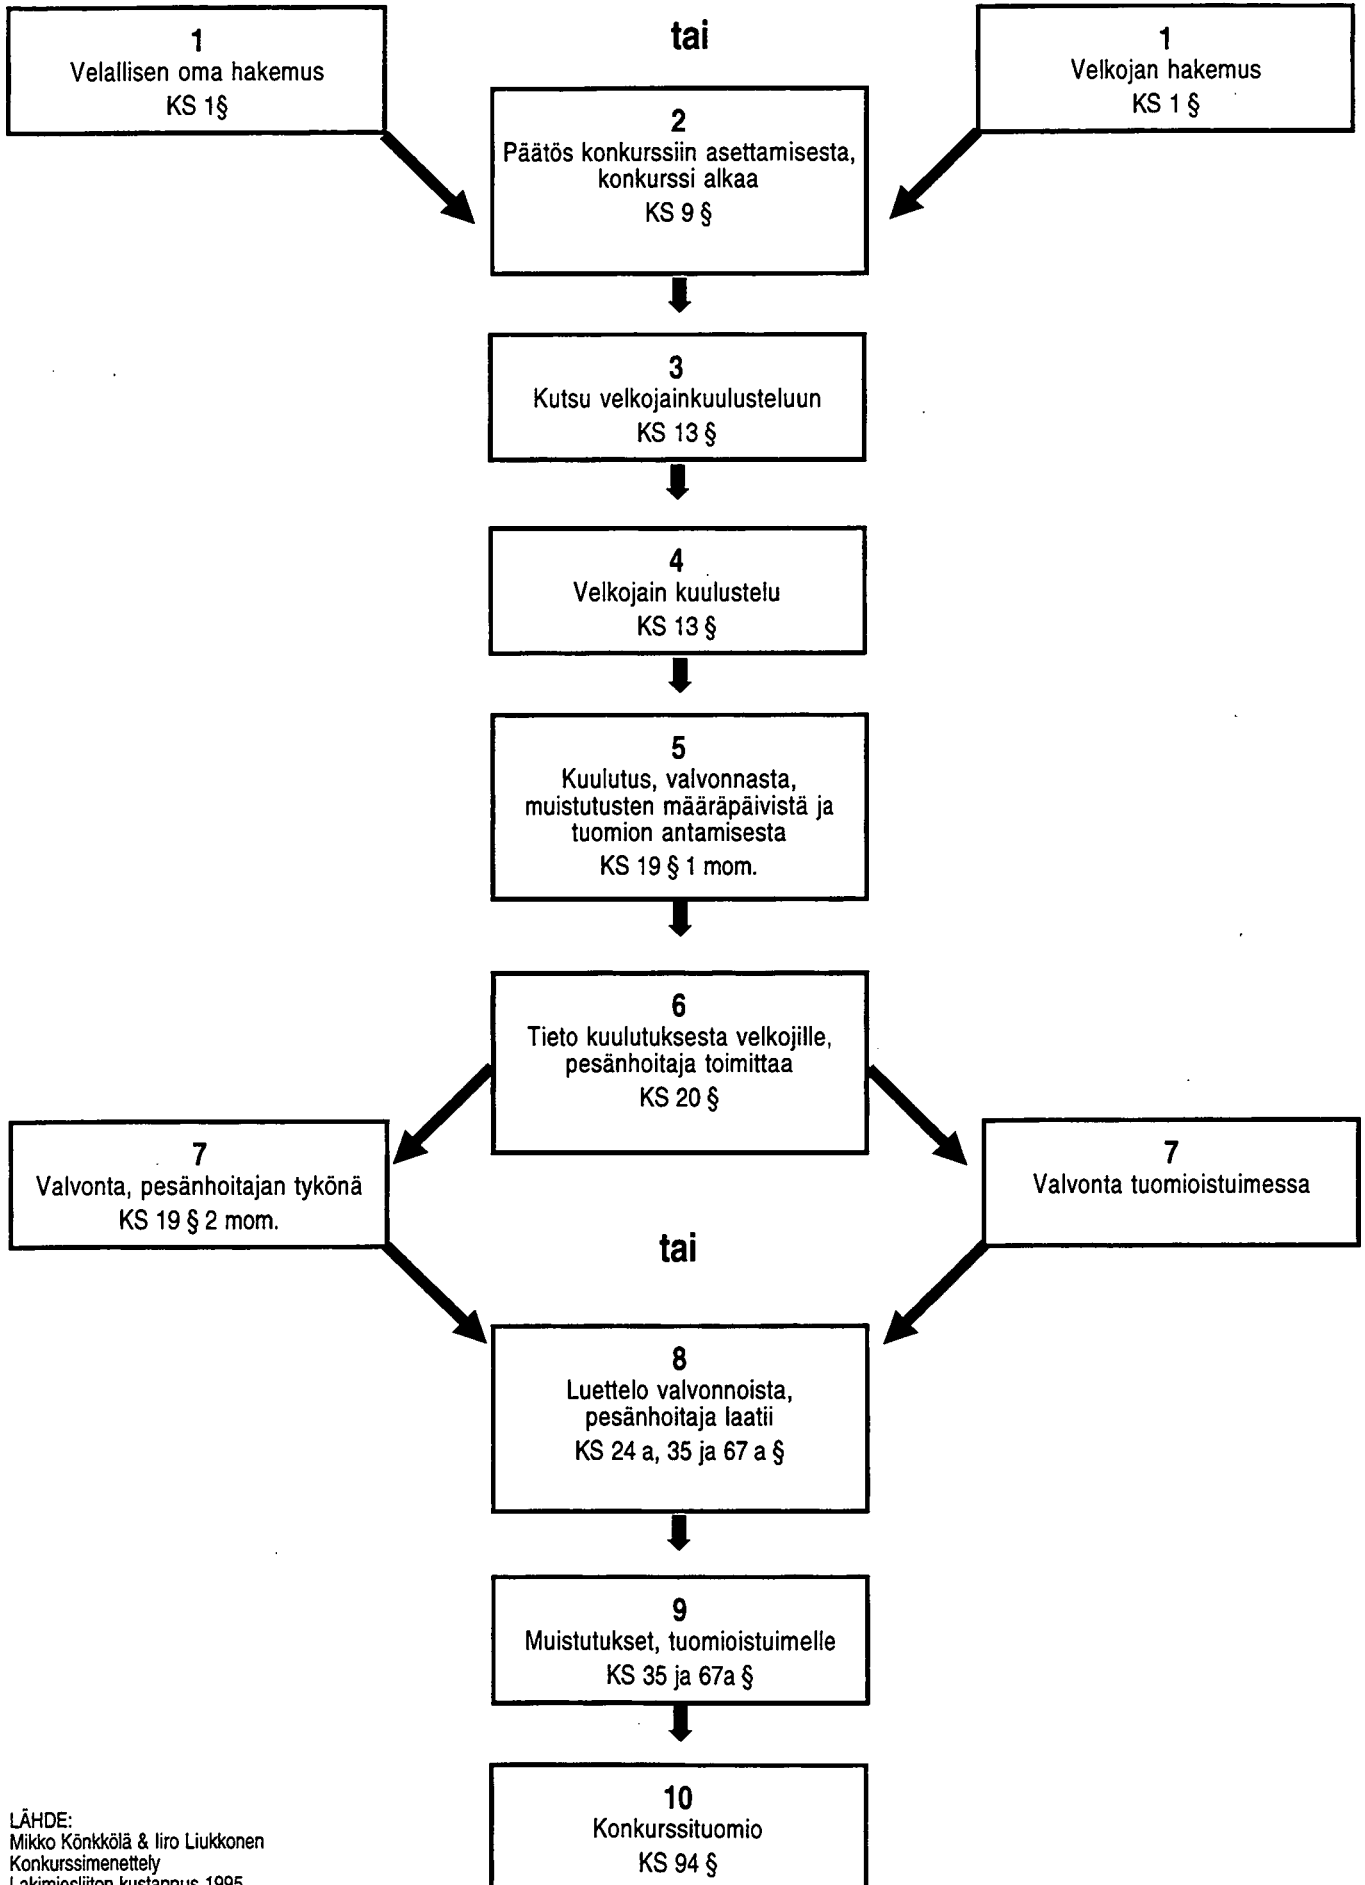 1
Velallisen oma hakemus
KS 1§
tai
1
Velkojan hakemus
KS 1 §
2
Päätös konkurssiin asettamisesta,
konkurssi alkaa
KS 9 §
3
Kutsu velkojainkuulusteluun
KS 13 §
4
Velkojain kuulustelu
KS 13 §
5
Kuulutus, valvonnasta,
muistutusten määräpäivistä ja
tuomion antamisesta
KS 19 § 1 mom.
6
Tieto kuulutuksesta velkojille,
pesänhoitaja toimittaa
KS 20 §
7
Valvonta, pesänhoitajan tykönä
KS 19 § 2 mom.
tai
7
Valvonta tuomioistuimessa
8
Luettelo valvonnoista,
pesänhoitaja laatii
KS 24 a, 35 ja 67 a §
9
Muistutukset, tuomioistuimelle
KS 35 ja 67a §
10
Konkurssituomio
KS 94 §
LÄHDE:
Mikko Könkkölä & Iiro Liukkonen
Konkurssimenettely
Lakimiesliiton kustannus 1995